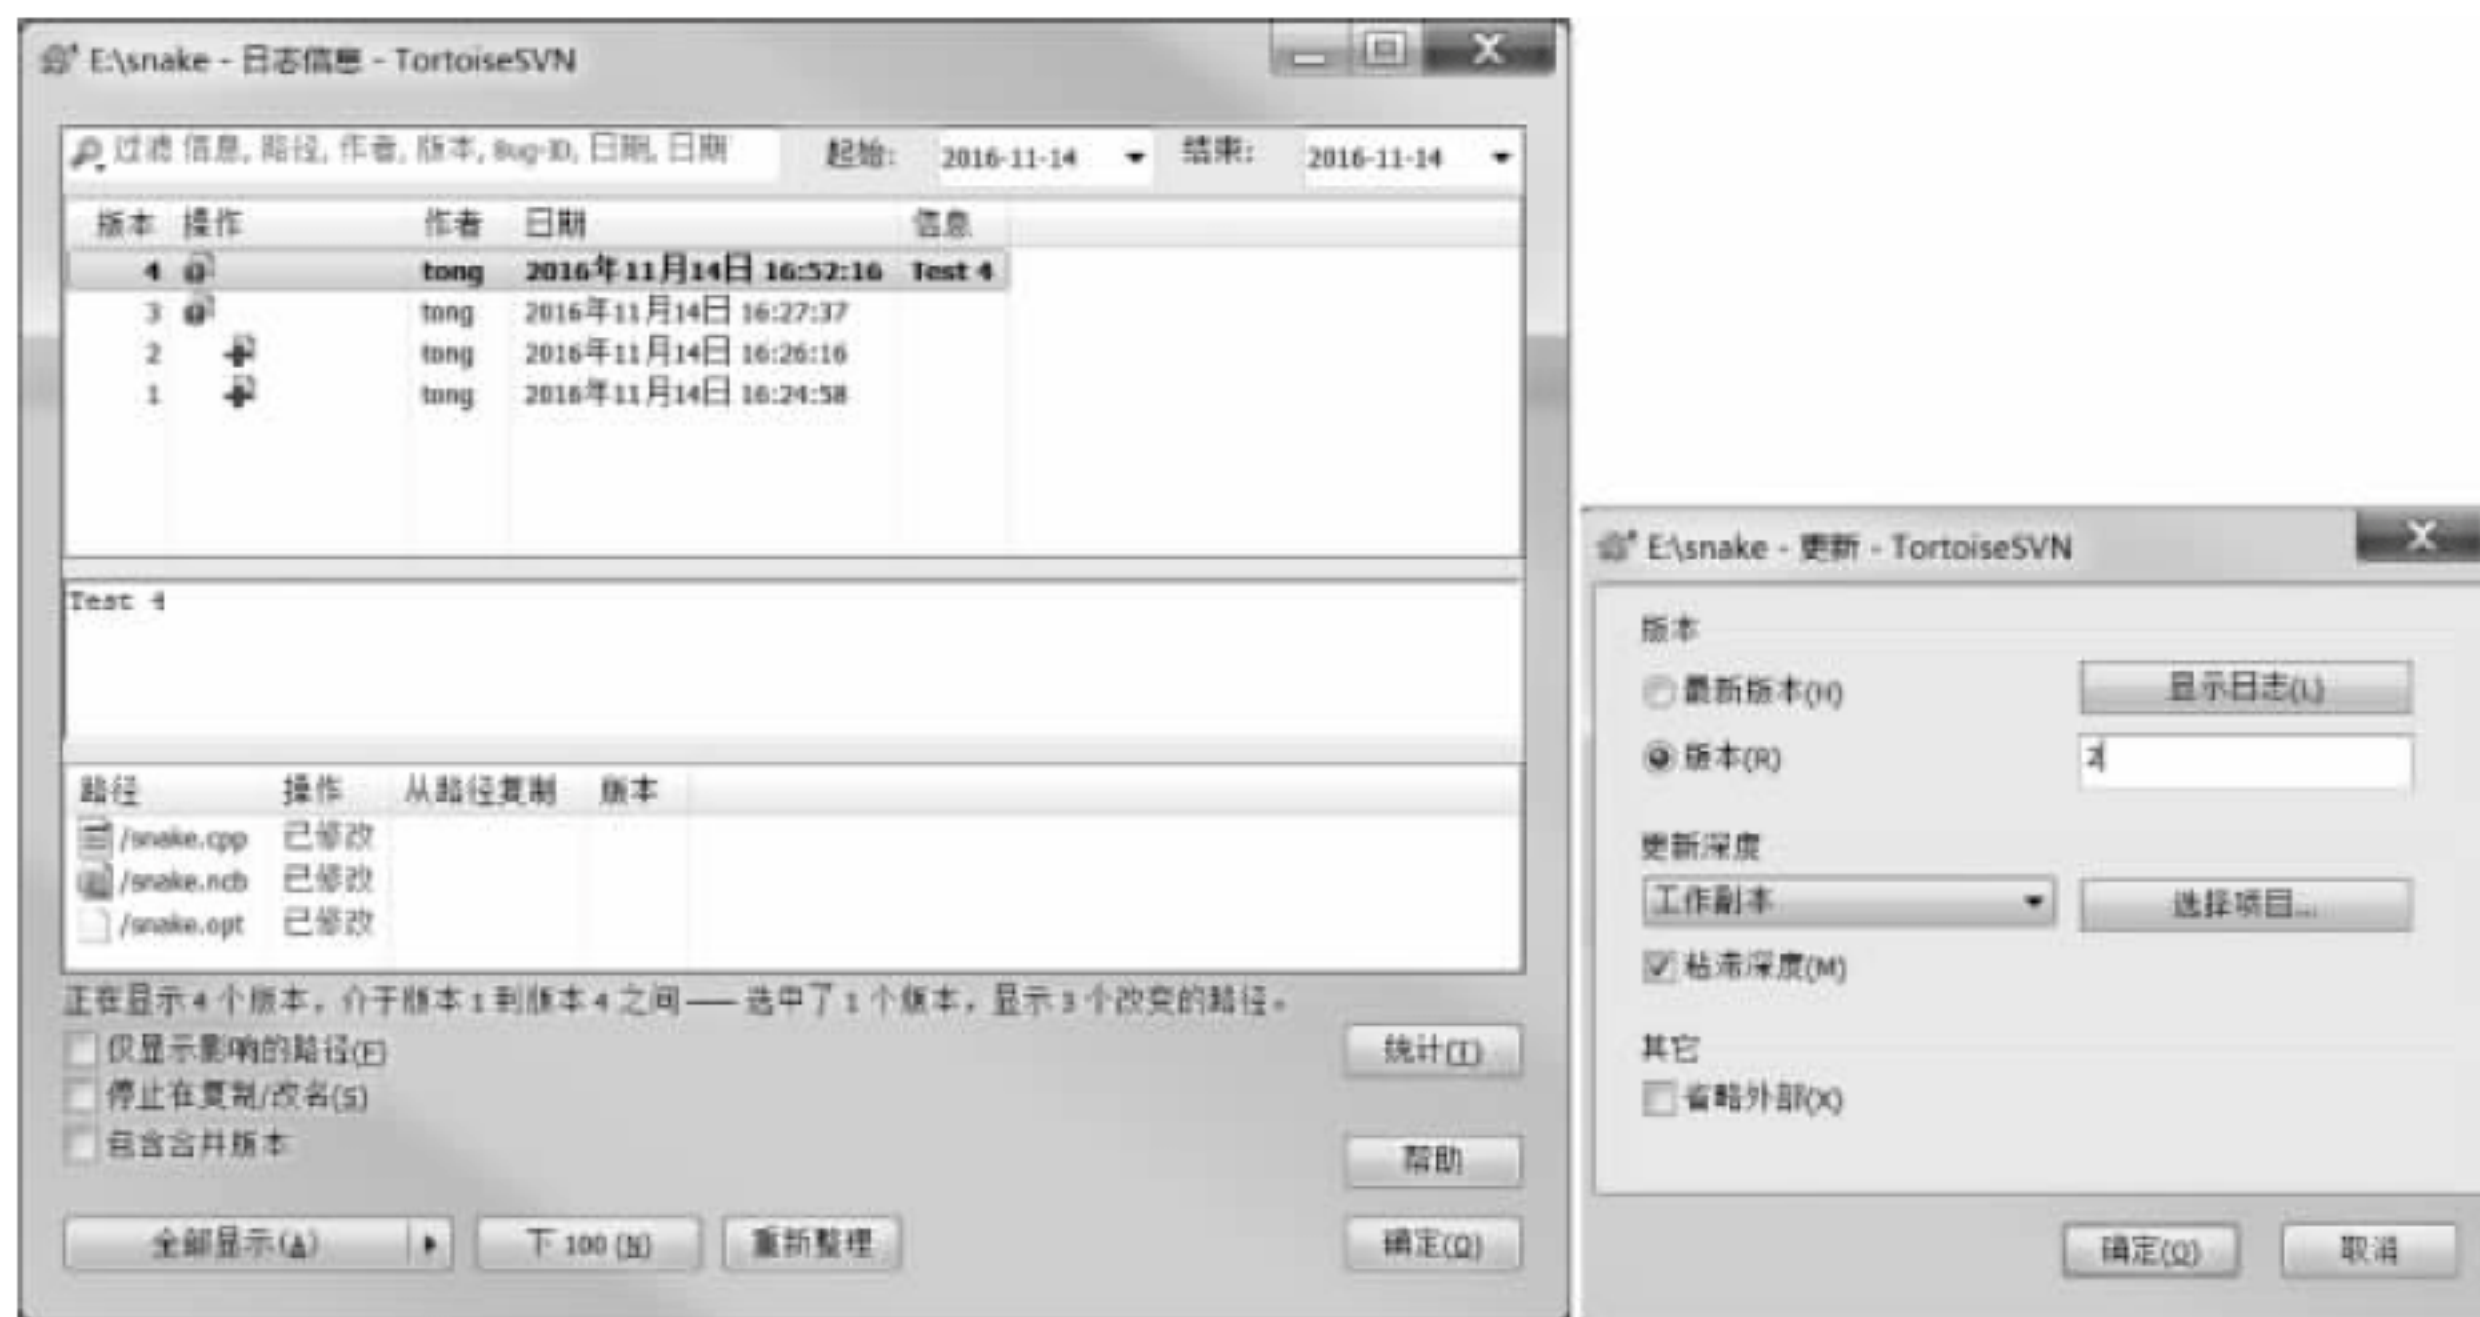 E:\snake - 日志信息 - TortoiseSVN
过滤 信息, 路径, 作者, 版本, Bug-ID, 日期, 日期 起始: 2016-11-14 结束: 2016-11-14
版本 操作 作者 日期 信息
4 tong 2016年11月14日 16:52:16 Test 4
3 tong 2016年11月14日 16:27:37
2 tong 2016年11月14日 16:26:16
1 tong 2016年11月14日 16:24:58
Test 4
路径 操作 从路径复制 版本
/snake.cpp 已修改
/snake.ncb 已修改
/snake.opt 已修改
正在显示 4 个版本，介于版本 1 到版本 4 之间 —— 选中了 1 个版本，显示 3 个改变的路径。
仅显示影响的路径(F)
停止在复制/改名(S)
包含合并版本
统计(T)
帮助
全部显示(A) 下 100 (N) 重新整理 确定(O)
E:\snake - 更新 - TortoiseSVN
版本
最新版本(H) 显示日志(L)
版本(R) 2
更新深度
工作副本 选择项目...
粘滞深度(M)
其它
省略外部(X)
确定(O) 取消